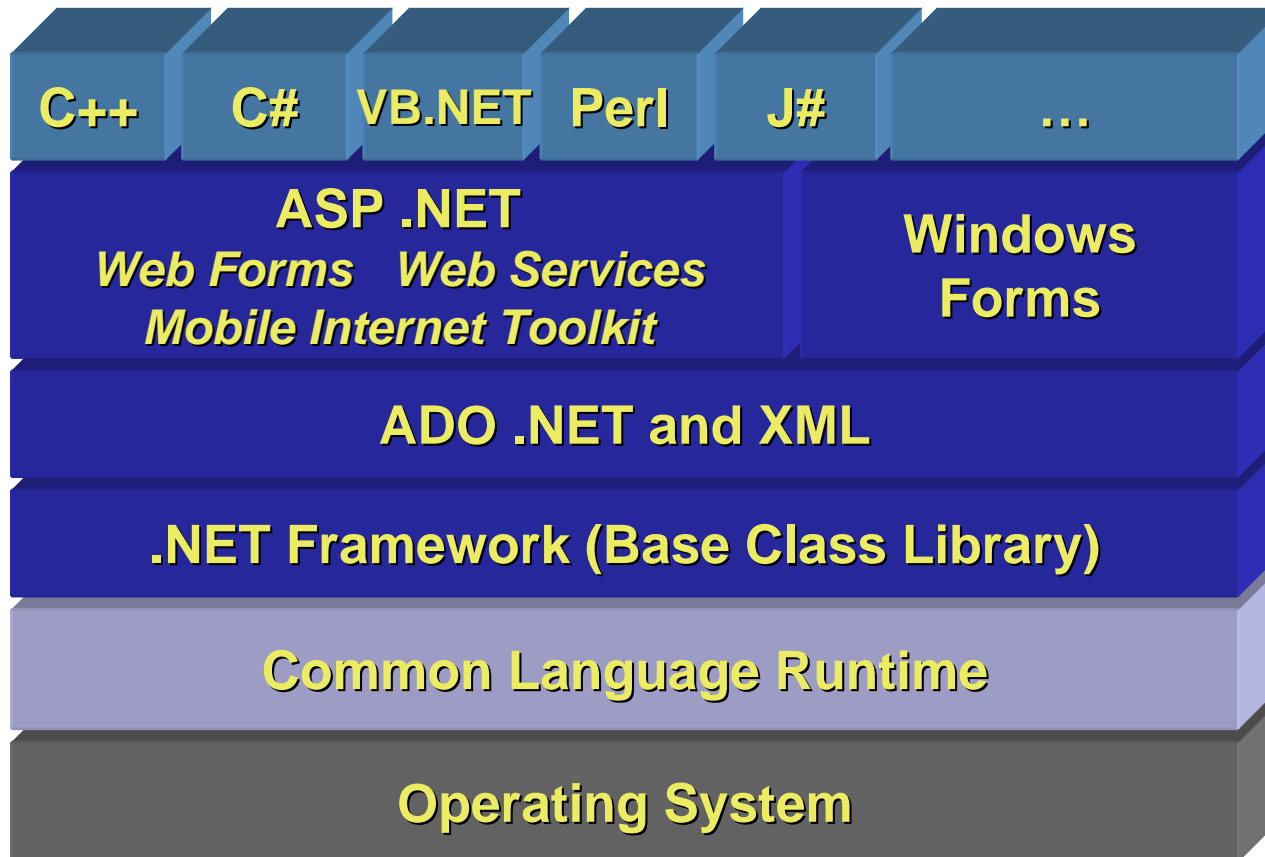 C++ C# VB.NET Perl J# …
ASP .NET
Web Forms Web Services
Mobile Internet Toolkit
Windows
Forms
ADO .NET and XML
.NET Framework (Base Class Library)
Common Language Runtime
Operating System